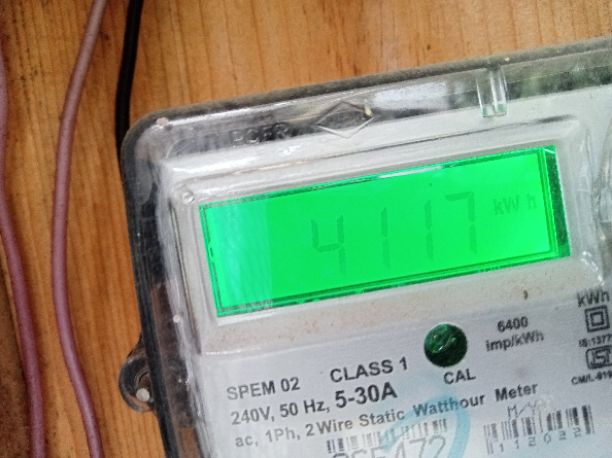 4117 kWh
kWh
6400
imp/kWh
SPEM 02 CLASS 1
CAL
240V, 50 Hz, 5-30A
ac, 1Ph, 2 Wire Static Watthour Meter
112022